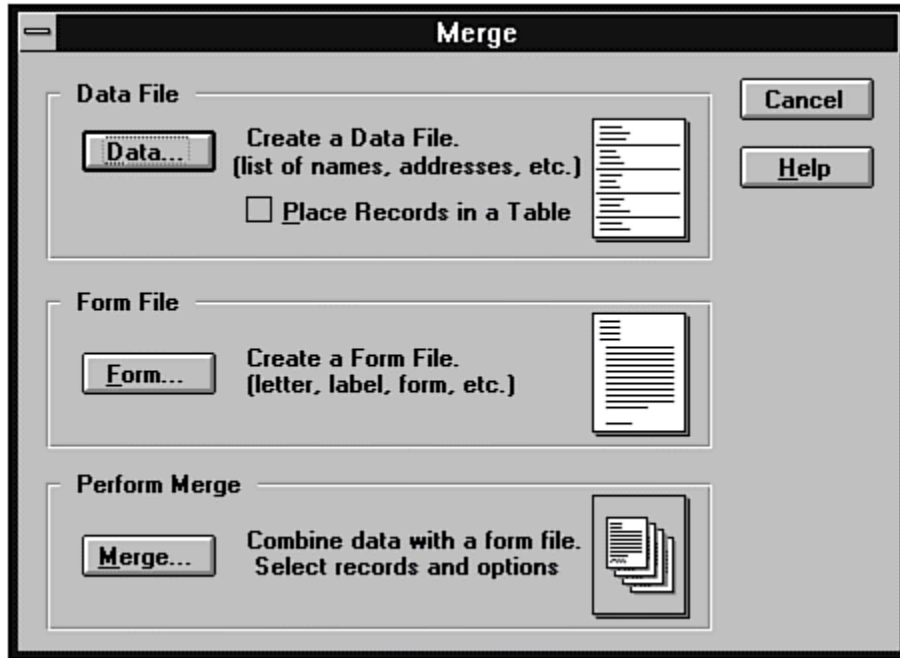 Merge
Data File
Data...
Create a Data File.
(list of names, addresses, etc.)
Place Records in a Table
Cancel
Help
Form File
Form...
Create a Form File.
(letter, label, form, etc.)
Perform Merge
Merge...
Combine data with a form file.
Select records and options